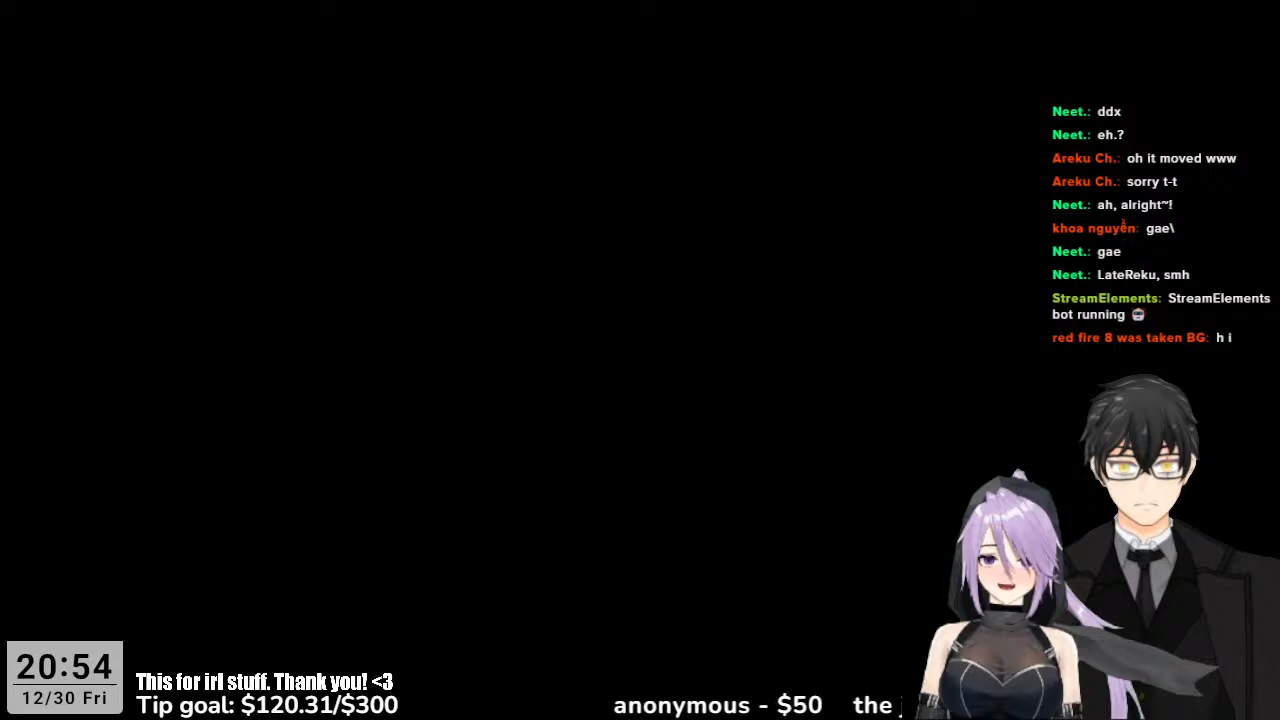 Neet.: ddx
Neet.: eh.?
Areku Ch.: oh it moved www
Areku Ch.: sorry t-t
Neet.: ah, alright~!
khoa nguyễn: gae\
Neet.: gae
Neet.: LateReku, smh
StreamElements: StreamElements
bot running
red fire 8 was taken BG: h i
20:54
12/30 Fri
This for irl stuff. Thank you! <3
Tip goal: $120.31/$300
anonymous - $50 the